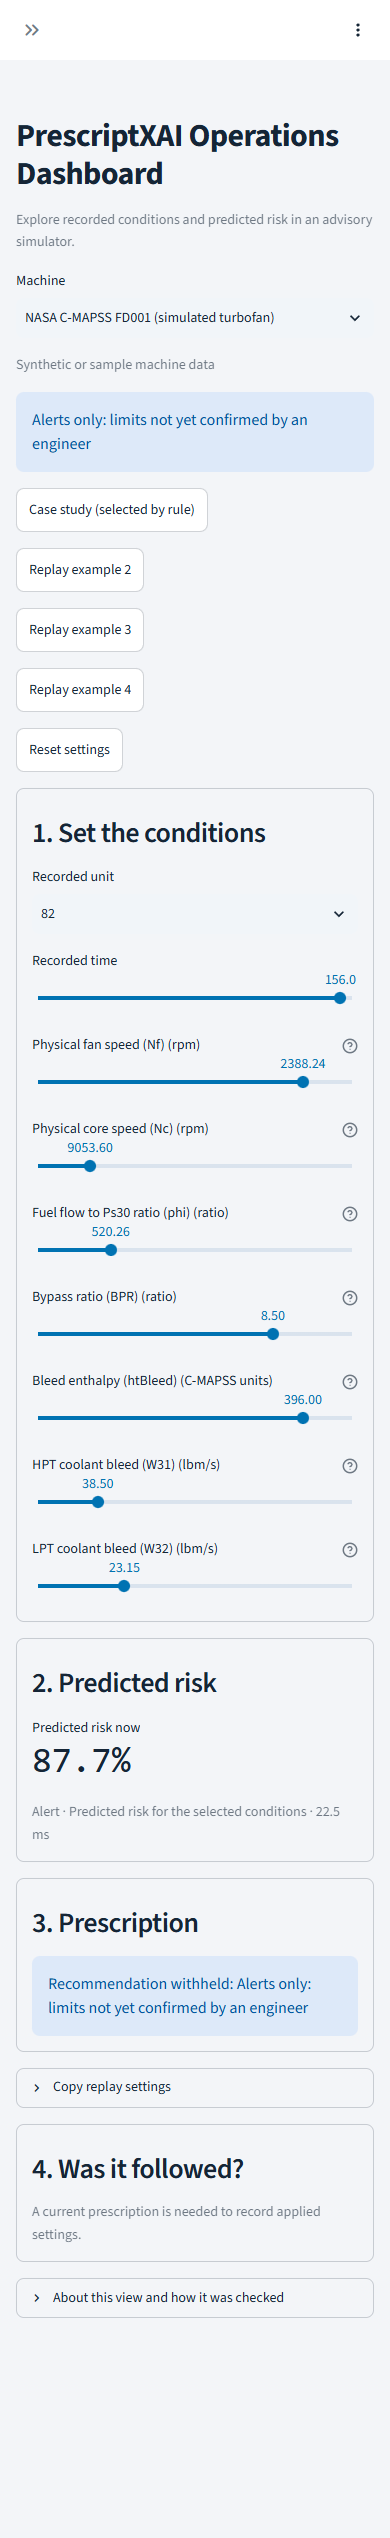 PrescriptXAI Operations
Dashboard
Explore recorded conditions and predicted risk in an advisory
simulator.
Machine
NASA C-MAPSS FD001 (simulated turbofan)
Synthetic or sample machine data
Alerts only: limits not yet confirmed by an
engineer
Case study (selected by rule)
Replay example 2
Replay example 3
Replay example 4
Reset settings
1. Set the conditions
Recorded unit
82
Recorded time
156.0
Physical fan speed (Nf) (rpm)
2388.24
Physical core speed (Nc) (rpm)
9053.60
Fuel flow to Ps30 ratio (phi) (ratio)
520.26
Bypass ratio (BPR) (ratio)
8.50
Bleed enthalpy (htBleed) (C-MAPSS units)
396.00
HPT coolant bleed (W31) (lbm/s)
38.50
LPT coolant bleed (W32) (lbm/s)
23.15
2. Predicted risk
Predicted risk now
87.7%
Alert · Predicted risk for the selected conditions · 22.5
ms
3. Prescription
Recommendation withheld: Alerts only:
limits not yet confirmed by an engineer
Copy replay settings
4. Was it followed?
A current prescription is needed to record applied
settings.
About this view and how it was checked